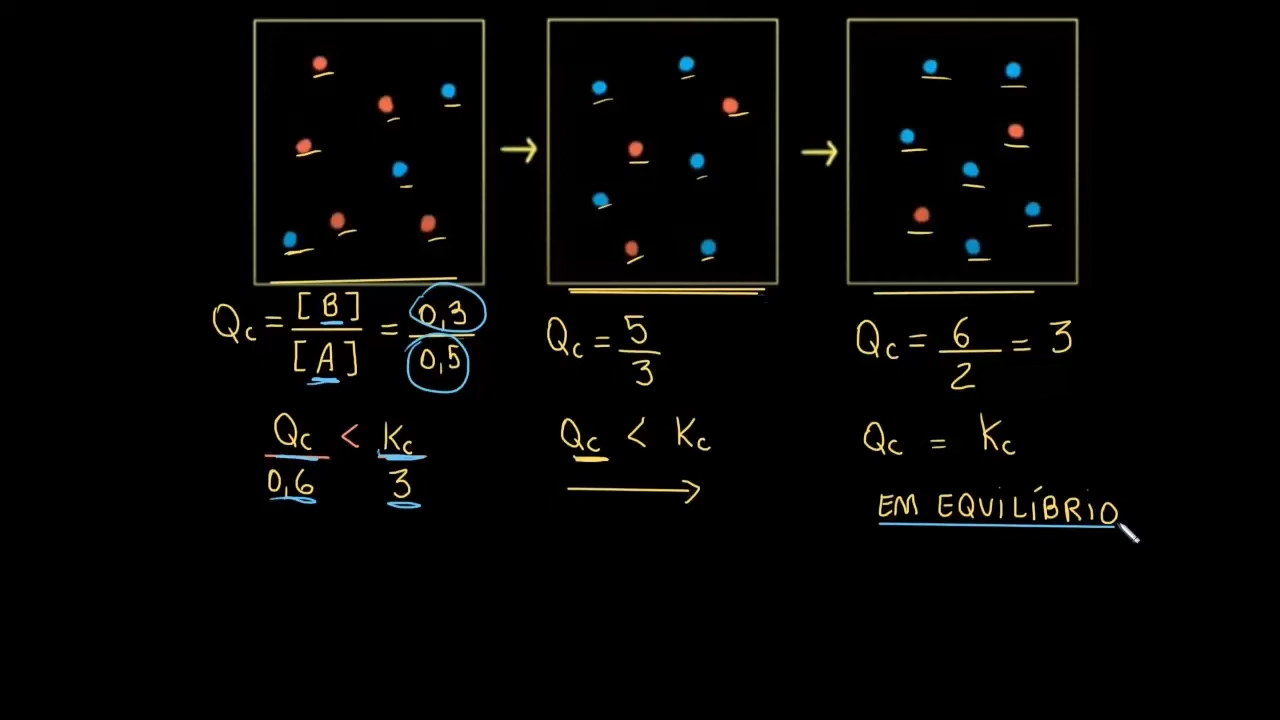 Qc = [B] / [A] = 0,3 / 0,5
Qc < Kc
0,6 3
Qc = 5 / 3
Qc < Kc
Qc = 6 / 2 = 3
Qc = Kc
EM EQUILÍBRIO